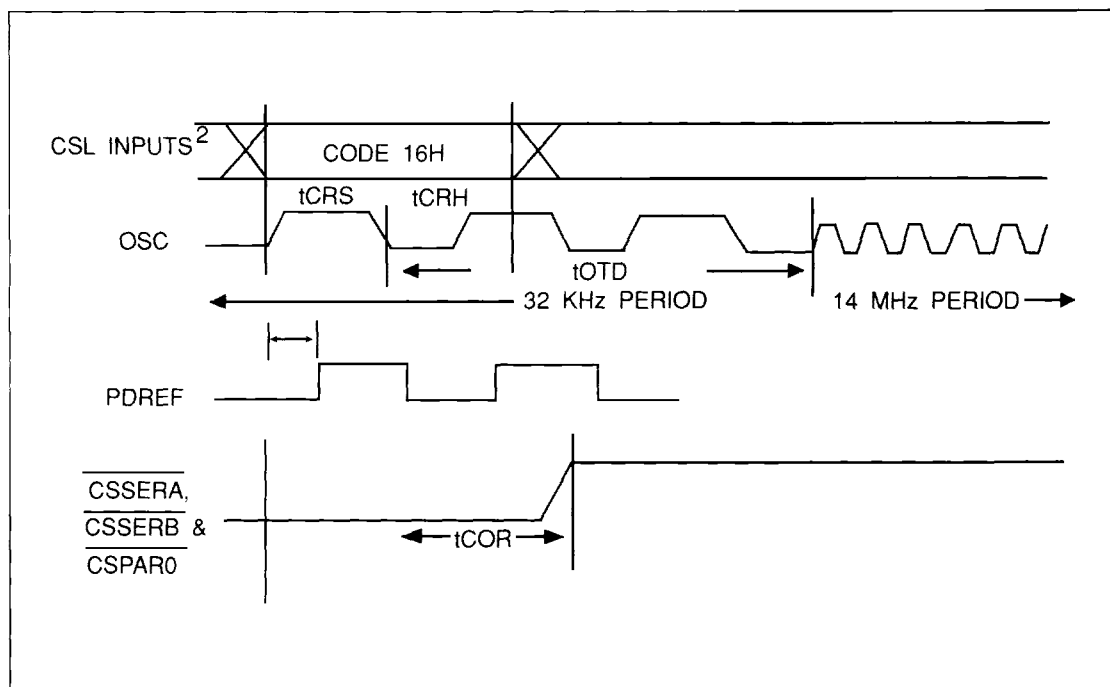 CSL INPUTS²
CODE 16H
tCRS
tCRH
OSC
tOTD
32 KHz PERIOD
14 MHz PERIOD
PDREF
CSSERA,
CSSERB &
CSPAR0
tCOR